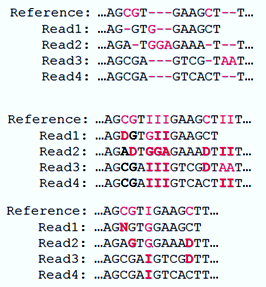 Reference: …AGCGT---GAAGCT--T…
Read1: …AG-GTG--GAAGCT
Read2: …AGA-TGGAGAAA-T--T…
Read3: …AGCGA---GTCG-TAAT…
Read4: …AGCGA---GTCACT--T…
Reference: …AGCGTIIIGAAGCTIIT…
Read1: …AGDGTGIIGAAGCT
Read2: …AGADTGGAGAAADTIIT…
Read3: …AGCGAIIIGTCGDTAAT…
Read4: …AGCGAIIIGTCACTIIT…
Reference: …AGCGTIGAAGCTT…
Read1: …AGNGTGGAAGCT
Read2: …AGAGTGGAAADTT…
Read3: …AGCGAIGTCGDTT…
Read4: …AGCGAIGTCACTT…